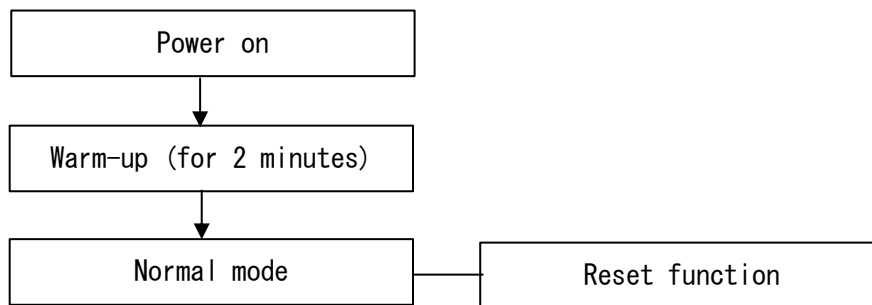 Power on
Warm-up (for 2 minutes)
Normal mode
Reset function